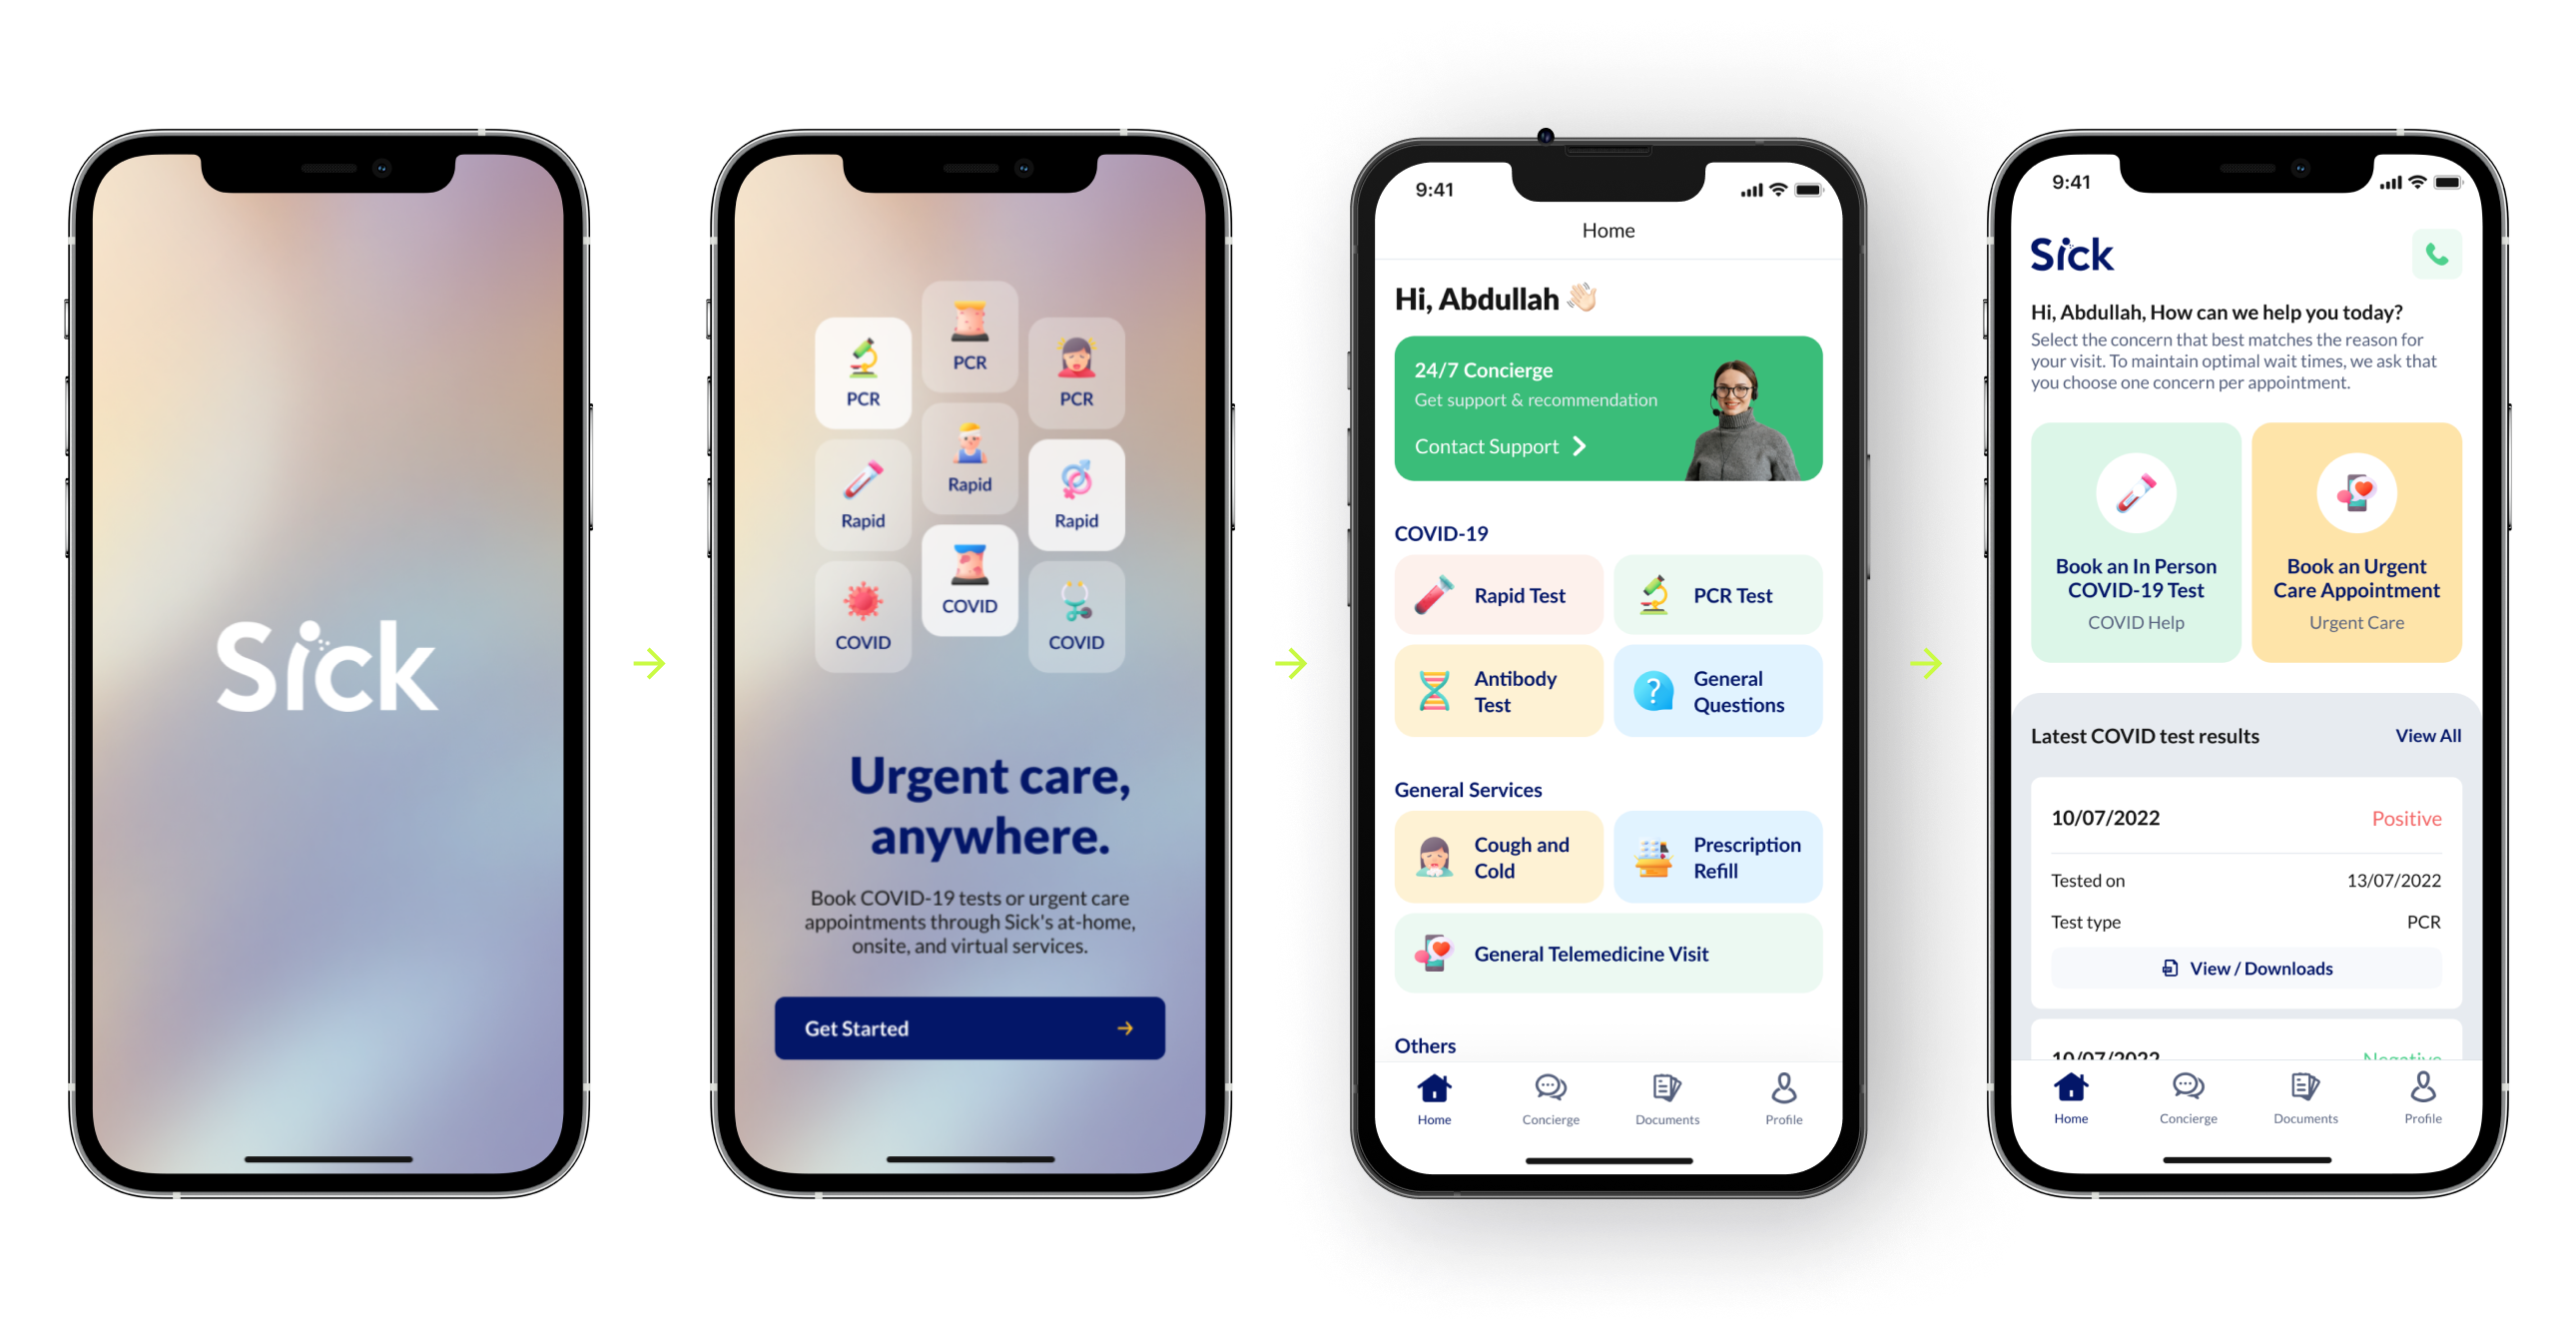 Sick
PCR
PCR
PCR
Rapid
Rapid
Rapid
COVID
COVID
COVID
Urgent care,
anywhere.
Book COVID-19 tests or urgent care
appointments through Sick's at-home,
onsite, and virtual services.
Get Started
9:41
Home
Hi, Abdullah
24/7 Concierge
Get support & recommendation
Contact Support
COVID-19
Rapid Test
PCR Test
Antibody
Test
General
Questions
General Services
Cough and
Cold
Prescription
Refill
General Telemedicine Visit
Others
Home
Concierge
Documents
Profile
9:41
Sick
Hi, Abdullah, How can we help you today?
Select the concern that best matches the reason for
your visit. To maintain optimal wait times, we ask that
you choose one concern per appointment.
Book an In Person
COVID-19 Test
COVID Help
Book an Urgent
Care Appointment
Urgent Care
Latest COVID test results
View All
10/07/2022
Positive
Tested on
13/07/2022
Test type
PCR
View / Downloads
10/07/2022
Negative
Home
Concierge
Documents
Profile